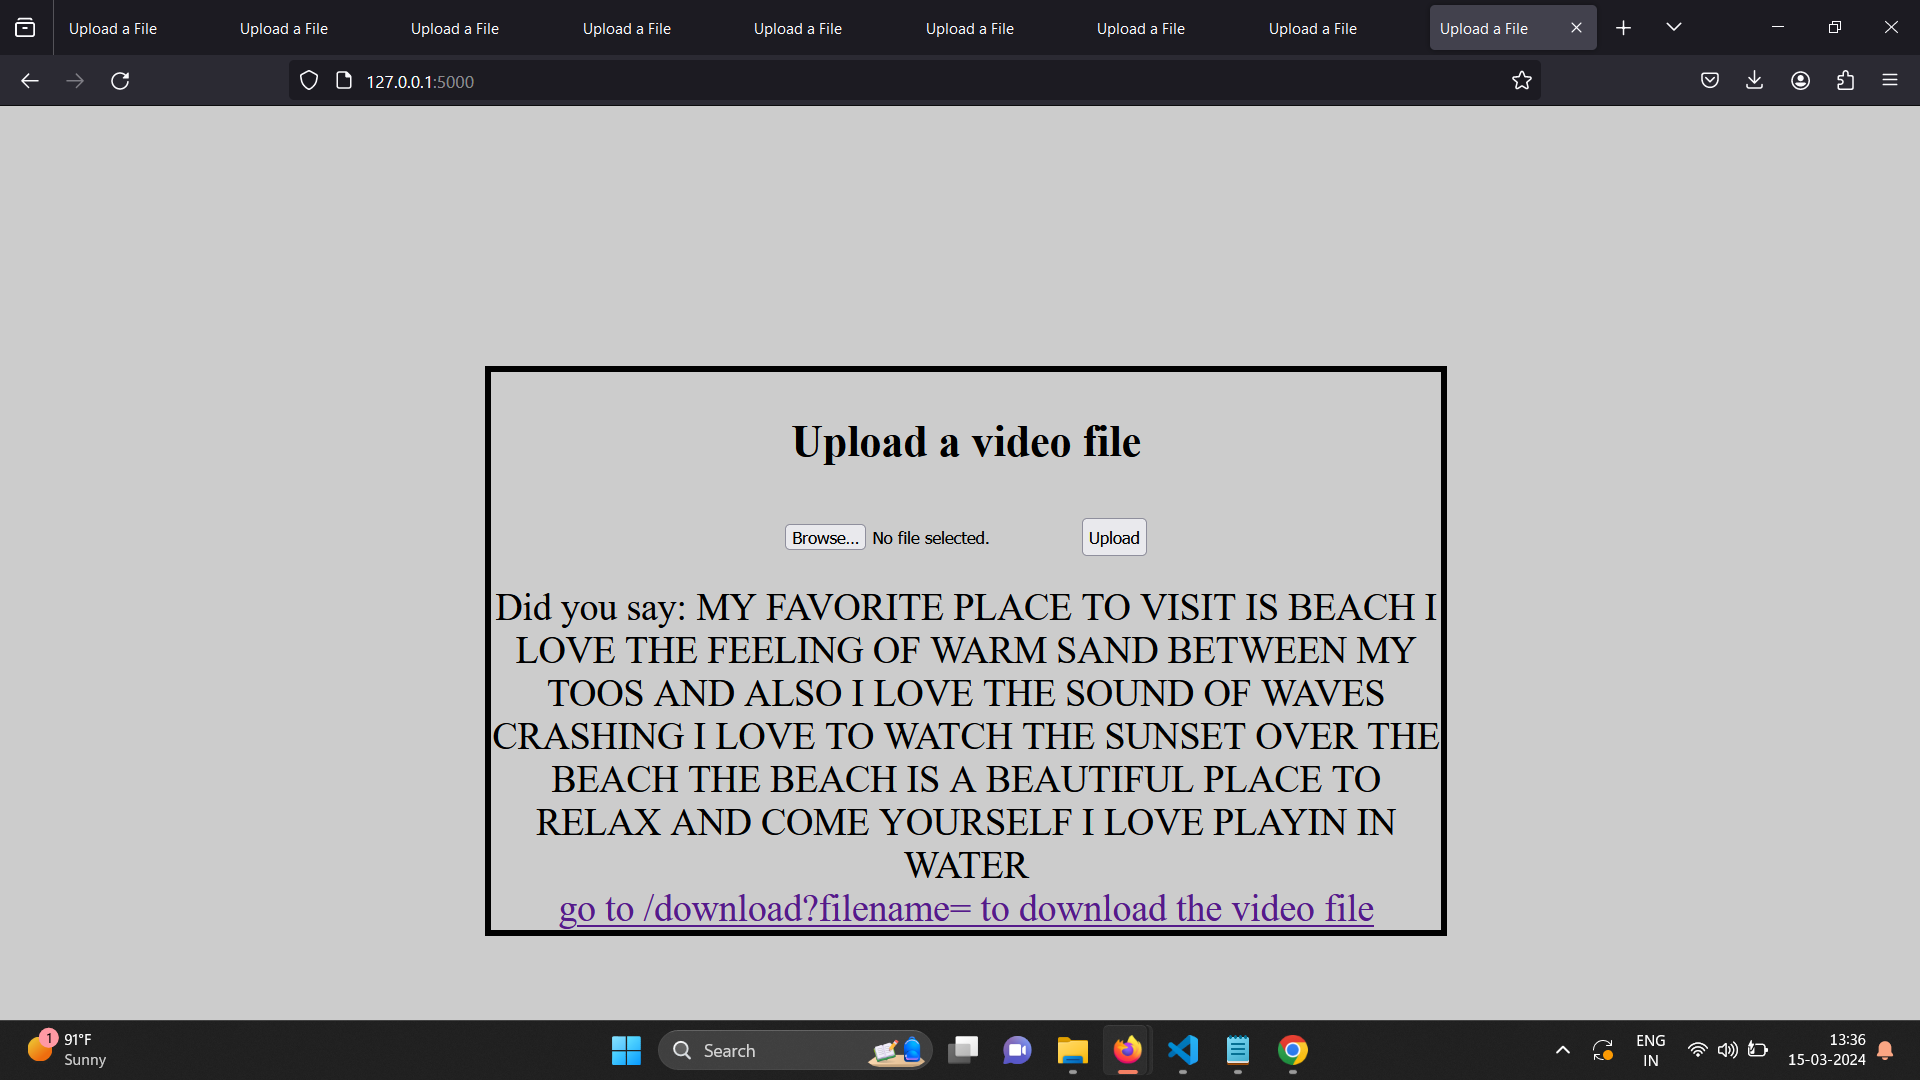 Upload a File Upload a File Upload a File Upload a File Upload a File Upload a File Upload a File Upload a File Upload a File
127.0.0.1:5000
Upload a video file
Browse... No file selected. Upload
Did you say: MY FAVORITE PLACE TO VISIT IS BEACH I
LOVE THE FEELING OF WARM SAND BETWEEN MY
TOOS AND ALSO I LOVE THE SOUND OF WAVES
CRASHING I LOVE TO WATCH THE SUNSET OVER THE
BEACH THE BEACH IS A BEAUTIFUL PLACE TO
RELAX AND COME YOURSELF I LOVE PLAYIN IN
WATER
go to /download?filename= to download the video file
1
91°F
Sunny
Search
ENG
IN
13:36
15-03-2024